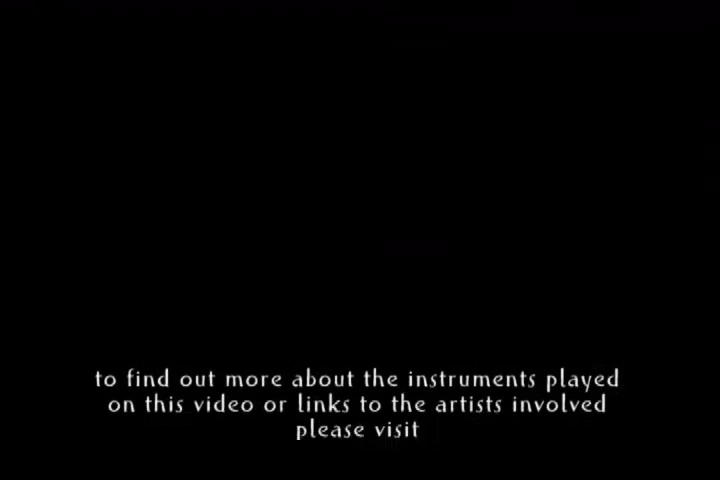 to find out more about the instruments played
on this video or links to the artists involved
please visit